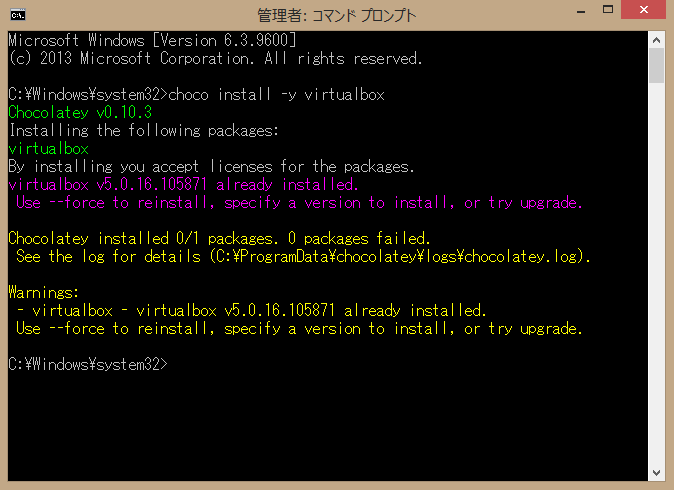 管理者: コマンド プロンプト
Microsoft Windows [Version 6.3.9600]
(c) 2013 Microsoft Corporation. All rights reserved.
C:¥Windows¥system32>choco install -y virtualbox
Chocolatey v0.10.3
Installing the following packages:
virtualbox
By installing you accept licenses for the packages.
virtualbox v5.0.16.105871 already installed.
Use --force to reinstall, specify a version to install, or try upgrade.
Chocolatey installed 0/1 packages. 0 packages failed.
See the log for details (C:¥ProgramData¥chocolatey¥logs¥chocolatey.log).
Warnings:
- virtualbox - virtualbox v5.0.16.105871 already installed.
Use --force to reinstall, specify a version to install, or try upgrade.
C:¥Windows¥system32>